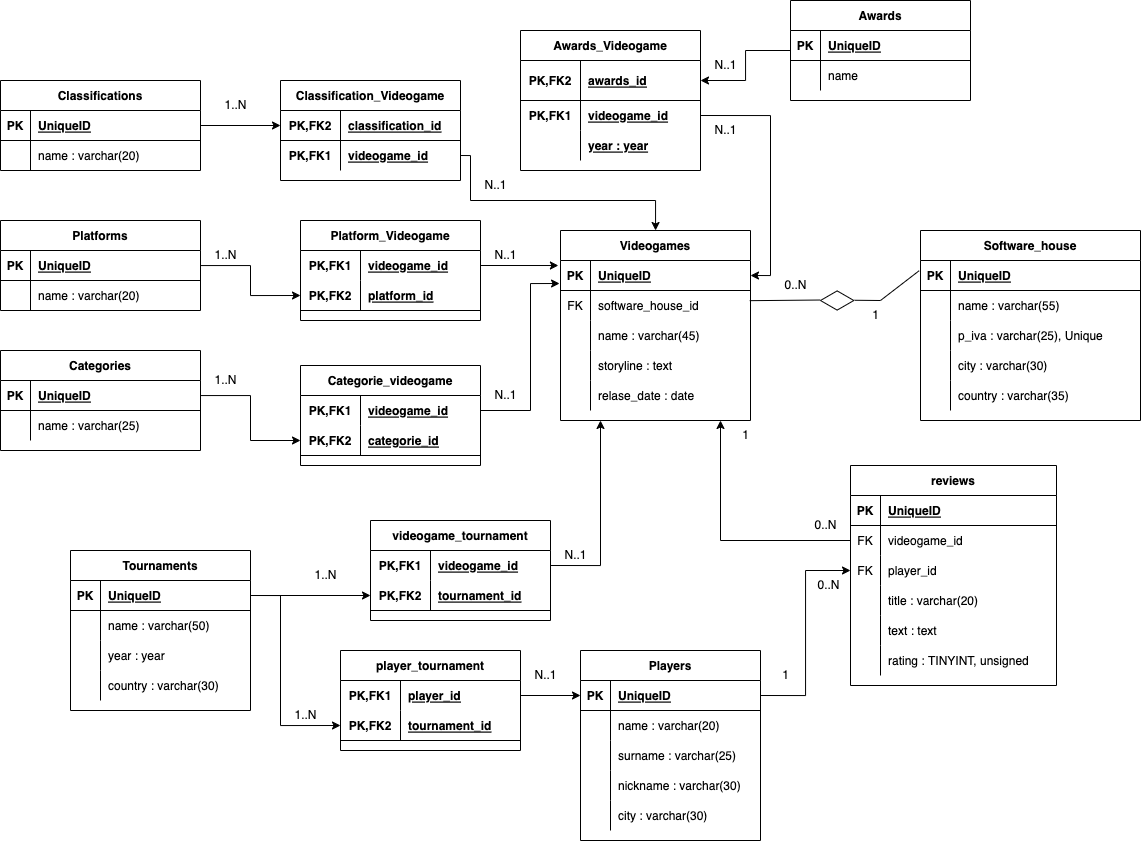 Awards
PK UniqueID
name
Awards_Videogame
PK,FK2 awards_id
PK,FK1 videogame_id
year : year
N..1
N..1
Classifications
PK UniqueID
name : varchar(20)
1..N
Classification_Videogame
PK,FK2 classification_id
PK,FK1 videogame_id
N..1
Platforms
PK UniqueID
name : varchar(20)
1..N
Platform_Videogame
PK,FK1 videogame_id
PK,FK2 platform_id
N..1
Videogames
PK UniqueID
FK software_house_id
name : varchar(45)
storyline : text
relase_date : date
0..N
1
Software_house
PK UniqueID
name : varchar(55)
p_iva : varchar(25), Unique
city : varchar(30)
country : varchar(35)
Categories
PK UniqueID
name : varchar(25)
1..N
Categorie_videogame
PK,FK1 videogame_id
PK,FK2 categorie_id
N..1
1
reviews
PK UniqueID
FK videogame_id
FK player_id
title : varchar(20)
text : text
rating : TINYINT, unsigned
0..N
0..N
videogame_tournament
PK,FK1 videogame_id
PK,FK2 tournament_id
N..1
Tournaments
PK UniqueID
name : varchar(50)
year : year
country : varchar(30)
1..N
1..N
player_tournament
PK,FK1 player_id
PK,FK2 tournament_id
N..1
Players
PK UniqueID
name : varchar(20)
surname : varchar(25)
nickname : varchar(30)
city : varchar(30)
1